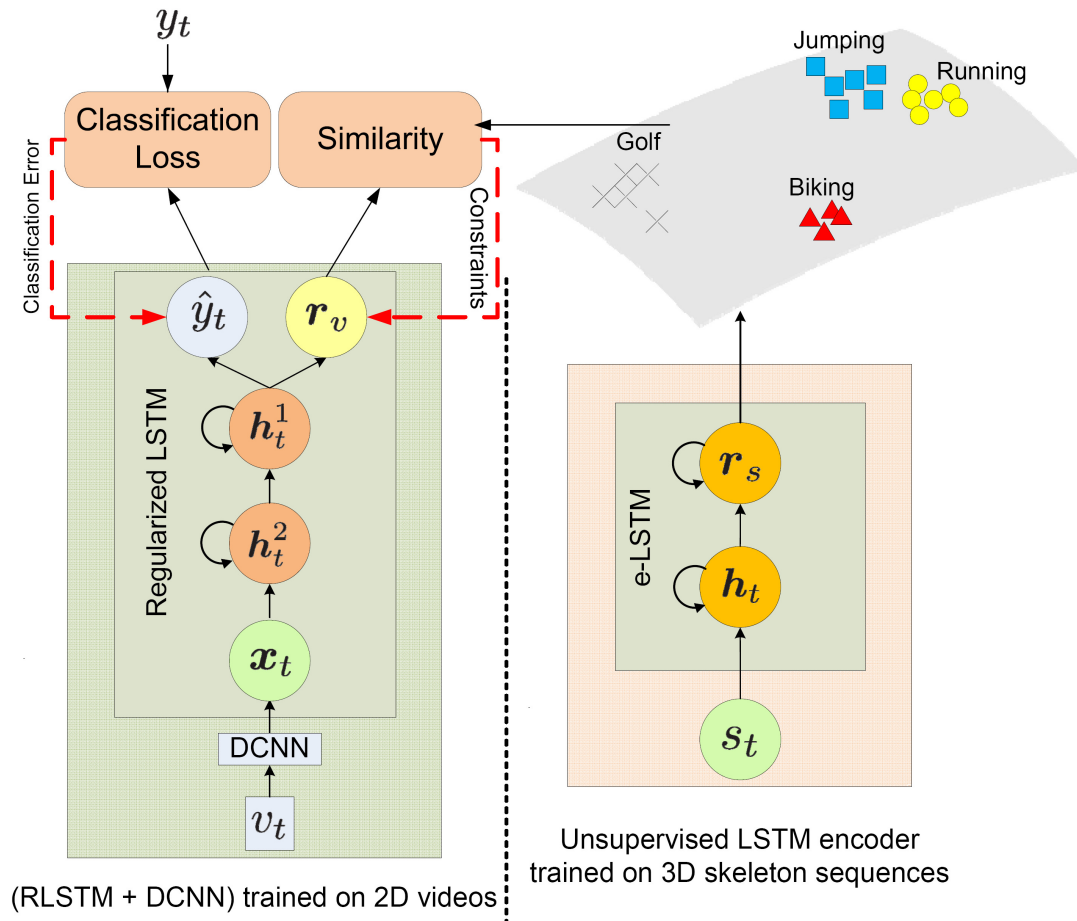 y_t
Classification
Loss
Similarity
Classification Error
Constraints
Jumping
Running
Golf
Biking
ŷ_t
r_v
h_t^1
h_t^2
x_t
Regularized LSTM
DCNN
v_t
(RLSTM + DCNN) trained on 2D videos
r_s
h_t
e-LSTM
s_t
Unsupervised LSTM encoder
trained on 3D skeleton sequences